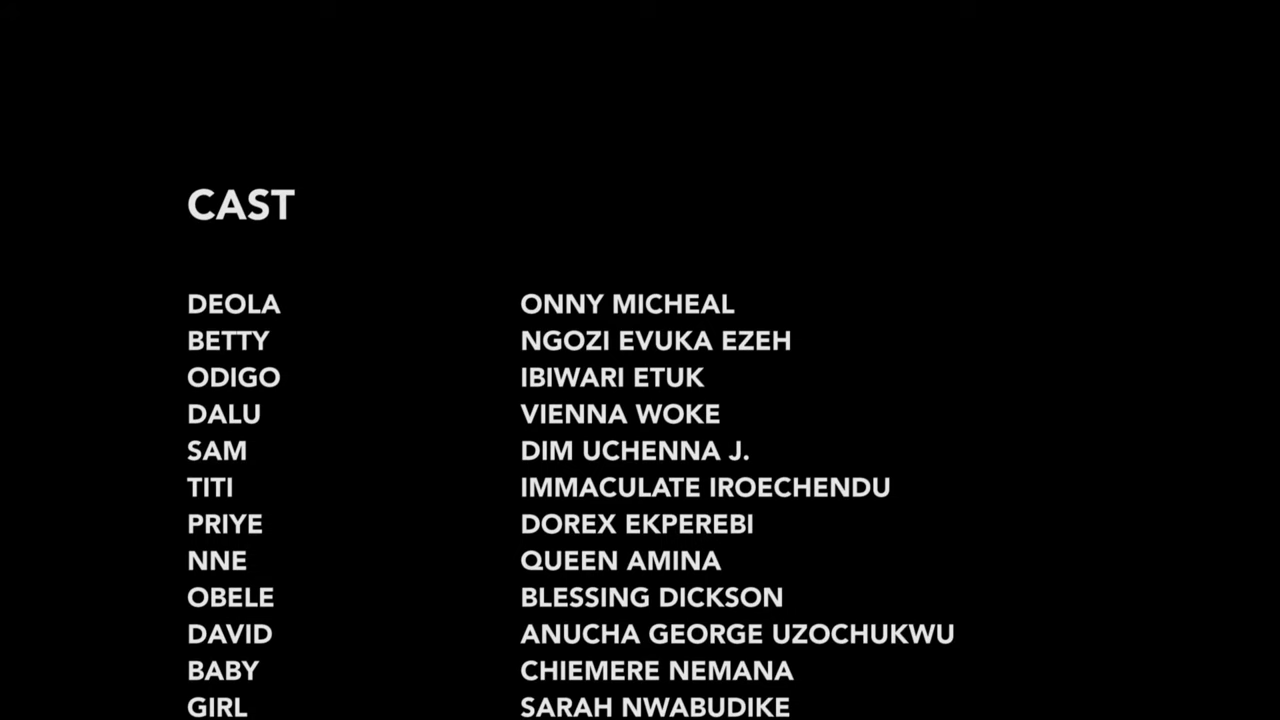 CAST
DEOLA ONNY MICHEAL
BETTY NGOZI EVUKA EZEH
ODIGO IBIWARI ETUK
DALU VIENNA WOKE
SAM DIM UCHENNA J.
TITI IMMACULATE IROECHENDU
PRIYE DOREX EKPEREBI
NNE QUEEN AMINA
OBELE BLESSING DICKSON
DAVID ANUCHA GEORGE UZOCHUKWU
BABY CHIEMERE NEMANA
GIRL SARAH NWABUDIKE